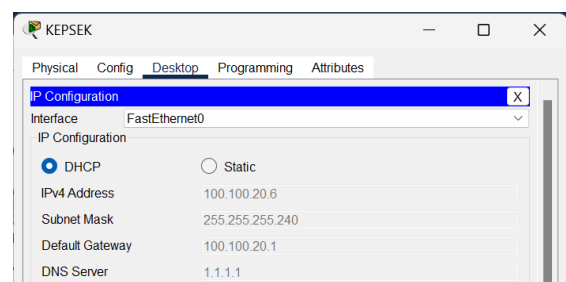 KEPSEK
Physical Config Desktop Programming Attributes
IP Configuration X
Interface FastEthernet0
IP Configuration
DHCP Static
IPv4 Address 100.100.20.6
Subnet Mask 255.255.255.240
Default Gateway 100.100.20.1
DNS Server 1.1.1.1